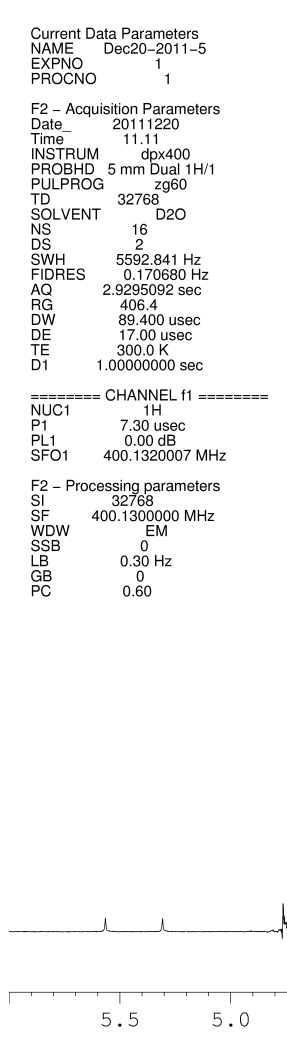 Current Data Parameters
NAME Dec20-2011-5
EXPNO 1
PROCNO 1
F2 - Acquisition Parameters
Date_ 20111220
Time 11.11
INSTRUM dpx400
PROBHD 5 mm Dual 1H/1
PULPROG zg60
TD 32768
SOLVENT D2O
NS 16
DS 2
SWH 5592.841 Hz
FIDRES 0.170680 Hz
AQ 2.9295092 sec
RG 406.4
DW 89.400 usec
DE 17.00 usec
TE 300.0 K
D1 1.00000000 sec
======== CHANNEL f1 ========
NUC1 1H
P1 7.30 usec
PL1 0.00 dB
SFO1 400.1320007 MHz
F2 - Processing parameters
SI 32768
SF 400.1300000 MHz
WDW EM
SSB 0
LB 0.30 Hz
GB 0
PC 0.60
5.5 5.0